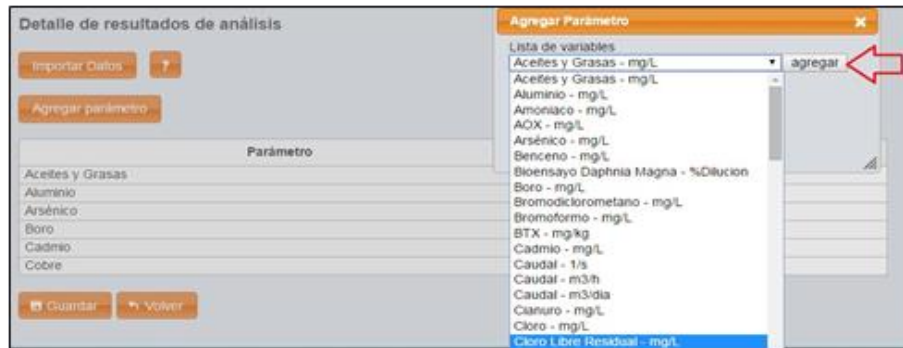 Detalle de resultados de análisis
Importar Datos ?
Agregar parámetro
Parámetro
Aceites y Grasas
Aluminio
Arsénico
Boro
Cadmio
Cobre
Guardar Volver
Agregar Parámetro
Lista de variables
Aceites y Grasas - mg/L agregar
Aceites y Grasas - mg/L
Aluminio - mg/L
Amoniaco - mg/L
AOX - mg/L
Arsénico - mg/L
Benceno - mg/L
Bioensayo Daphnia Magna - %Dilucion
Boro - mg/L
Bromodiclorometano - mg/L
Bromoformo - mg/L
BTX - mg/kg
Cadmio - mg/L
Caudal - 1/s
Caudal - m3/h
Caudal - m3/dia
Cianuro - mg/L
Cloro - mg/L
Cloro Libre Residual - mg/L